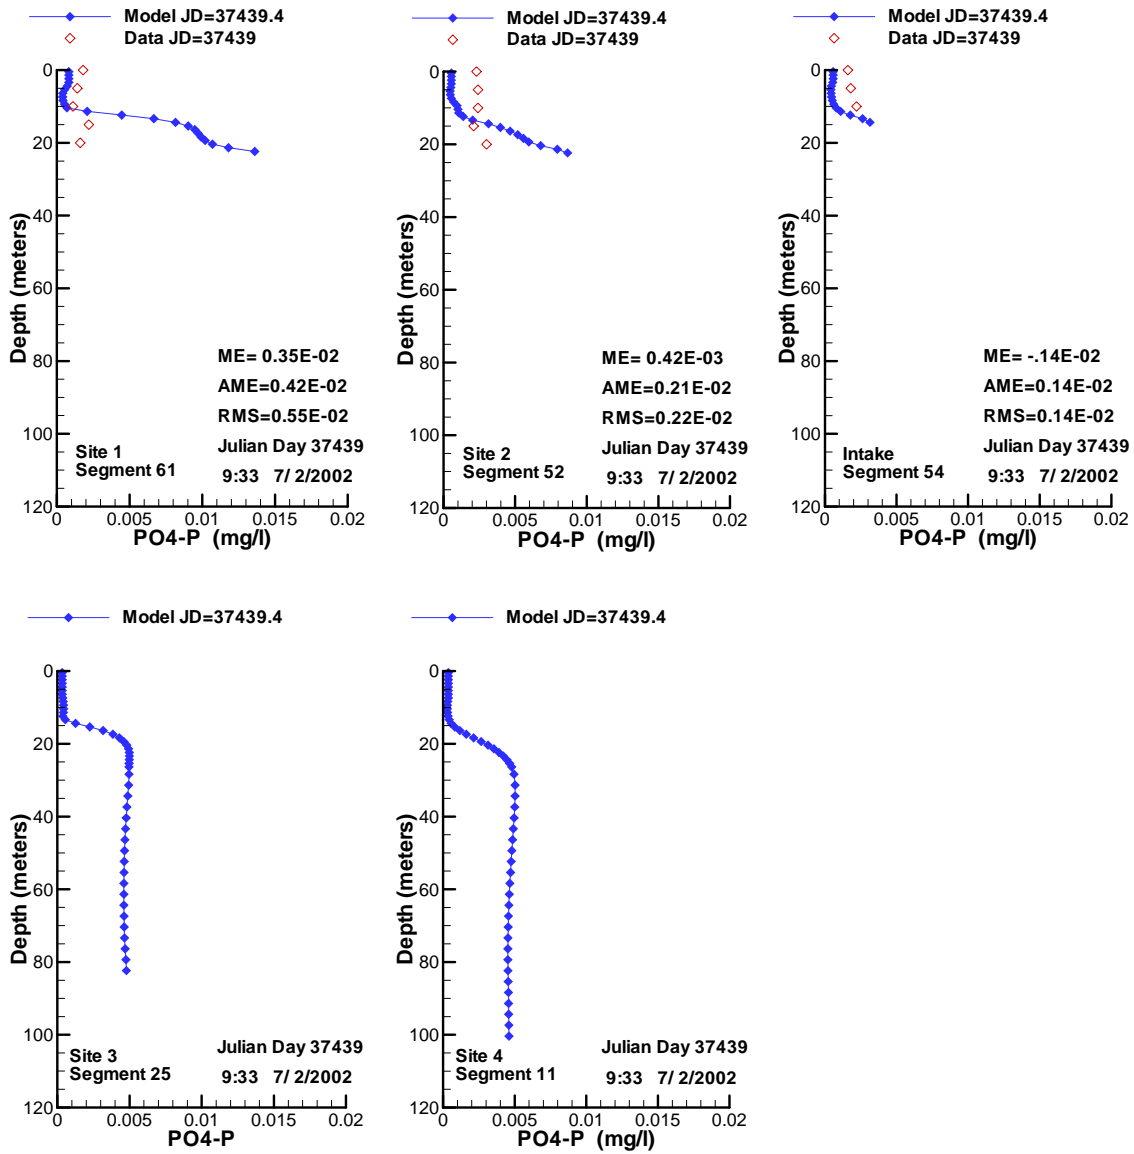 Model JD=37439.4
Data JD=37439
0
20
40
60
80
100
120
Depth (meters)
ME= 0.35E-02
AME=0.42E-02
RMS=0.55E-02
Site 1
Segment 61
Julian Day 37439
9:33 7/ 2/2002
0 0.005 0.01 0.015 0.02
PO4-P (mg/l)
Model JD=37439.4
Data JD=37439
0
20
40
60
80
100
120
Depth (meters)
ME= 0.42E-03
AME=0.21E-02
RMS=0.22E-02
Site 2
Segment 52
Julian Day 37439
9:33 7/ 2/2002
0 0.005 0.01 0.015 0.02
PO4-P (mg/l)
Model JD=37439.4
Data JD=37439
0
20
40
60
80
100
120
Depth (meters)
ME= -.14E-02
AME=0.14E-02
RMS=0.14E-02
Intake
Segment 54
Julian Day 37439
9:33 7/ 2/2002
0 0.005 0.01 0.015 0.02
PO4-P (mg/l)
Model JD=37439.4
0
20
40
60
80
100
120
Depth (meters)
Site 3
Segment 25
Julian Day 37439
9:33 7/ 2/2002
0 0.005 0.01 0.015 0.02
PO4-P
Model JD=37439.4
0
20
40
60
80
100
120
Depth (meters)
Site 4
Segment 11
Julian Day 37439
9:33 7/ 2/2002
0 0.005 0.01 0.015 0.02
PO4-P (mg/l)